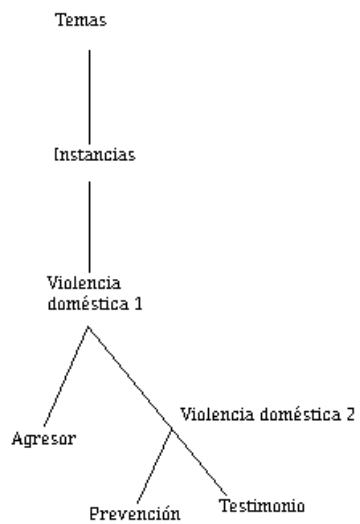 Temas
Instancias
Violencia
doméstica 1
Violencia doméstica 2
Agresor
Prevención
Testimonio